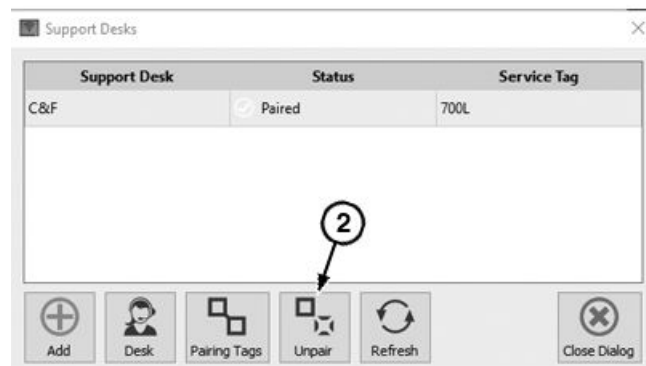 Support Desks
Support Desk Status Service Tag
C&F Paired 700L
2
Add Desk Pairing Tags Unpair Refresh Close Dialog